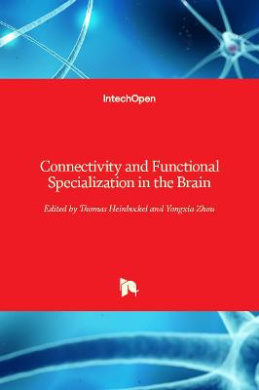 IntechOpen
Connectivity and Functional
Specialization in the Brain
Edited by Thomas Heinbockel and Yongxia Zhou